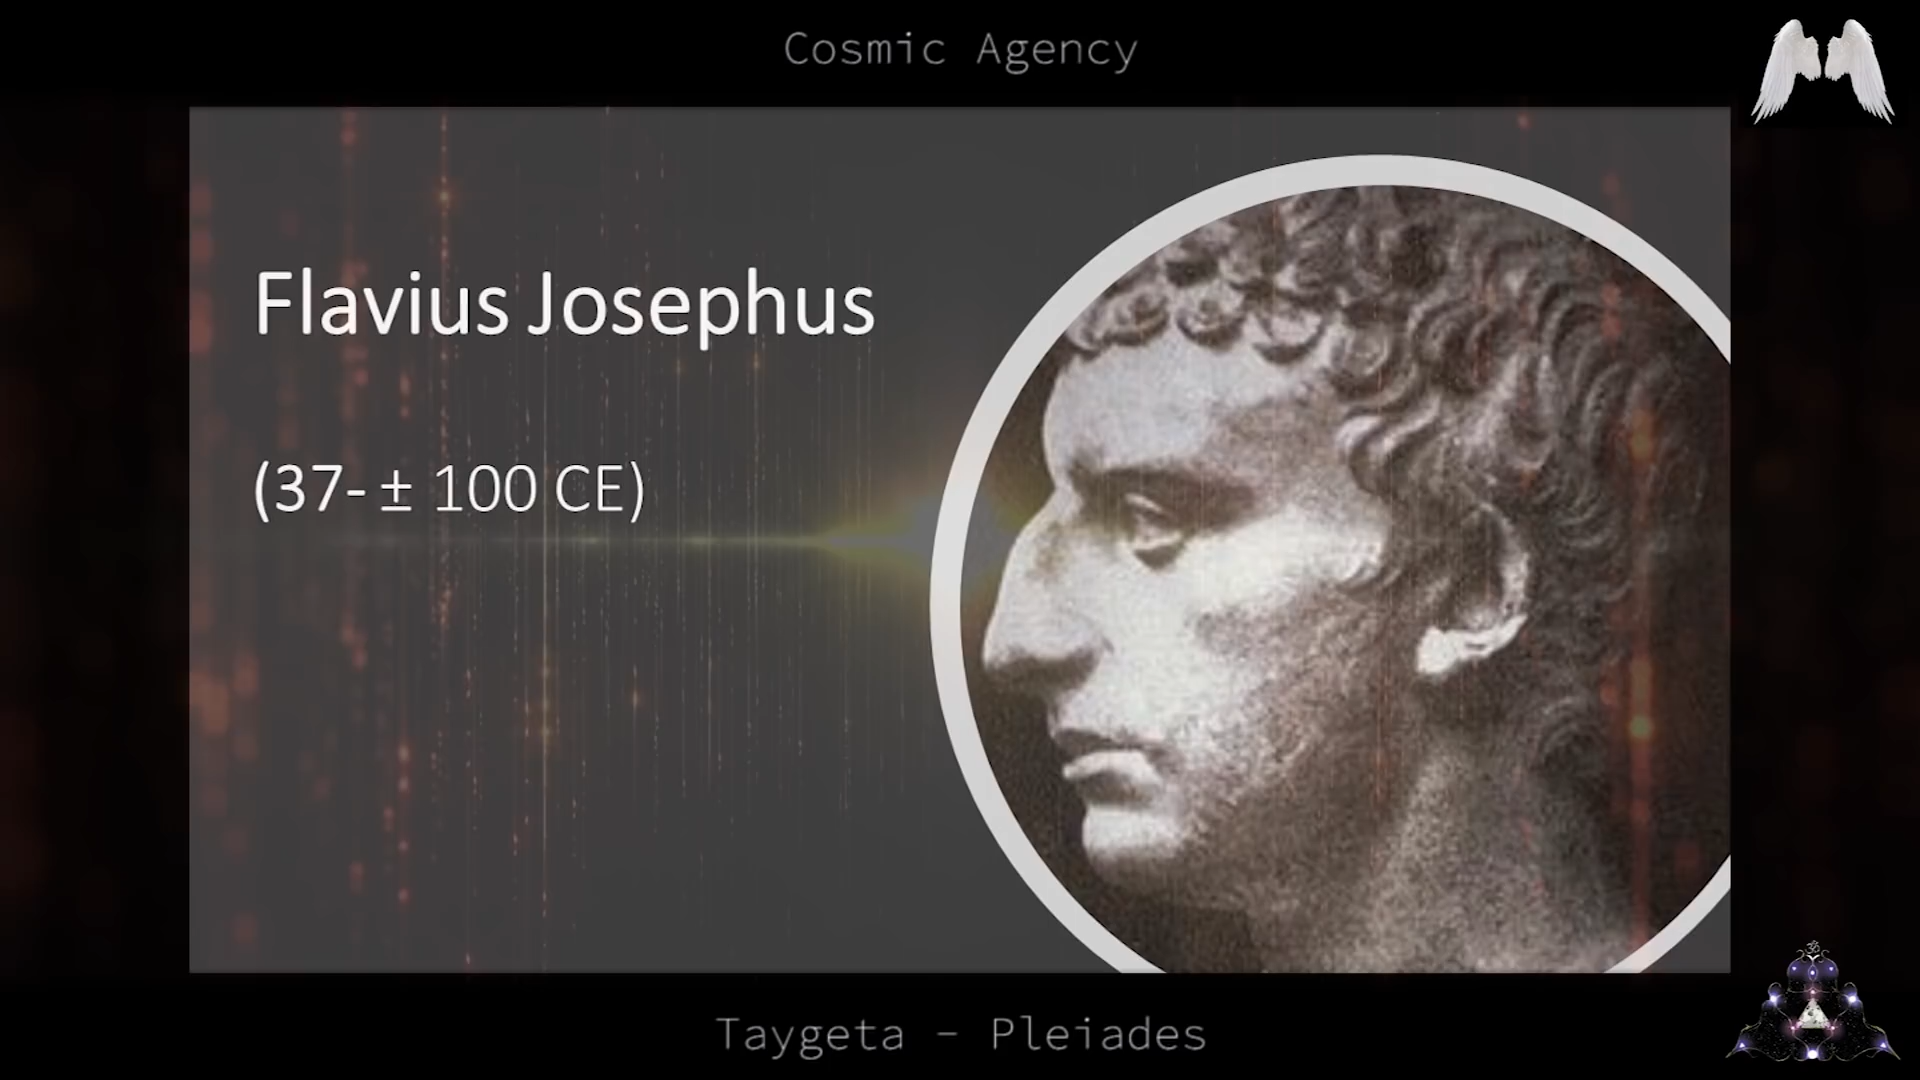 Cosmic Agency
Flavius Josephus
(37- ± 100 CE)
Taygeta - Pleiades
ॐ